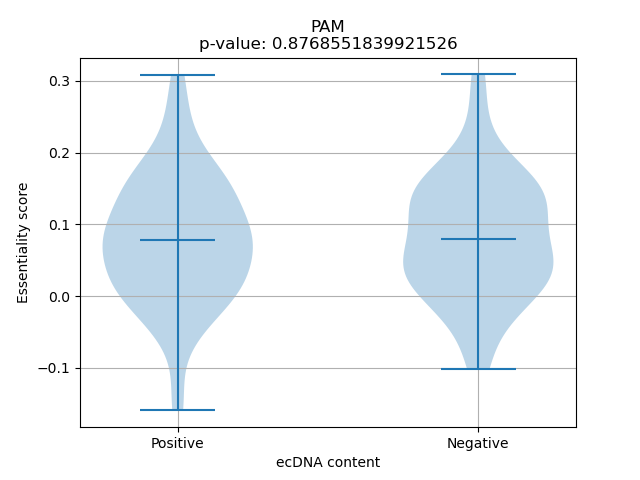 PAM
p-value: 0.8768551839921526
Essentiality score
0.3
0.2
0.1
0.0
−0.1
Positive
Negative
ecDNA content